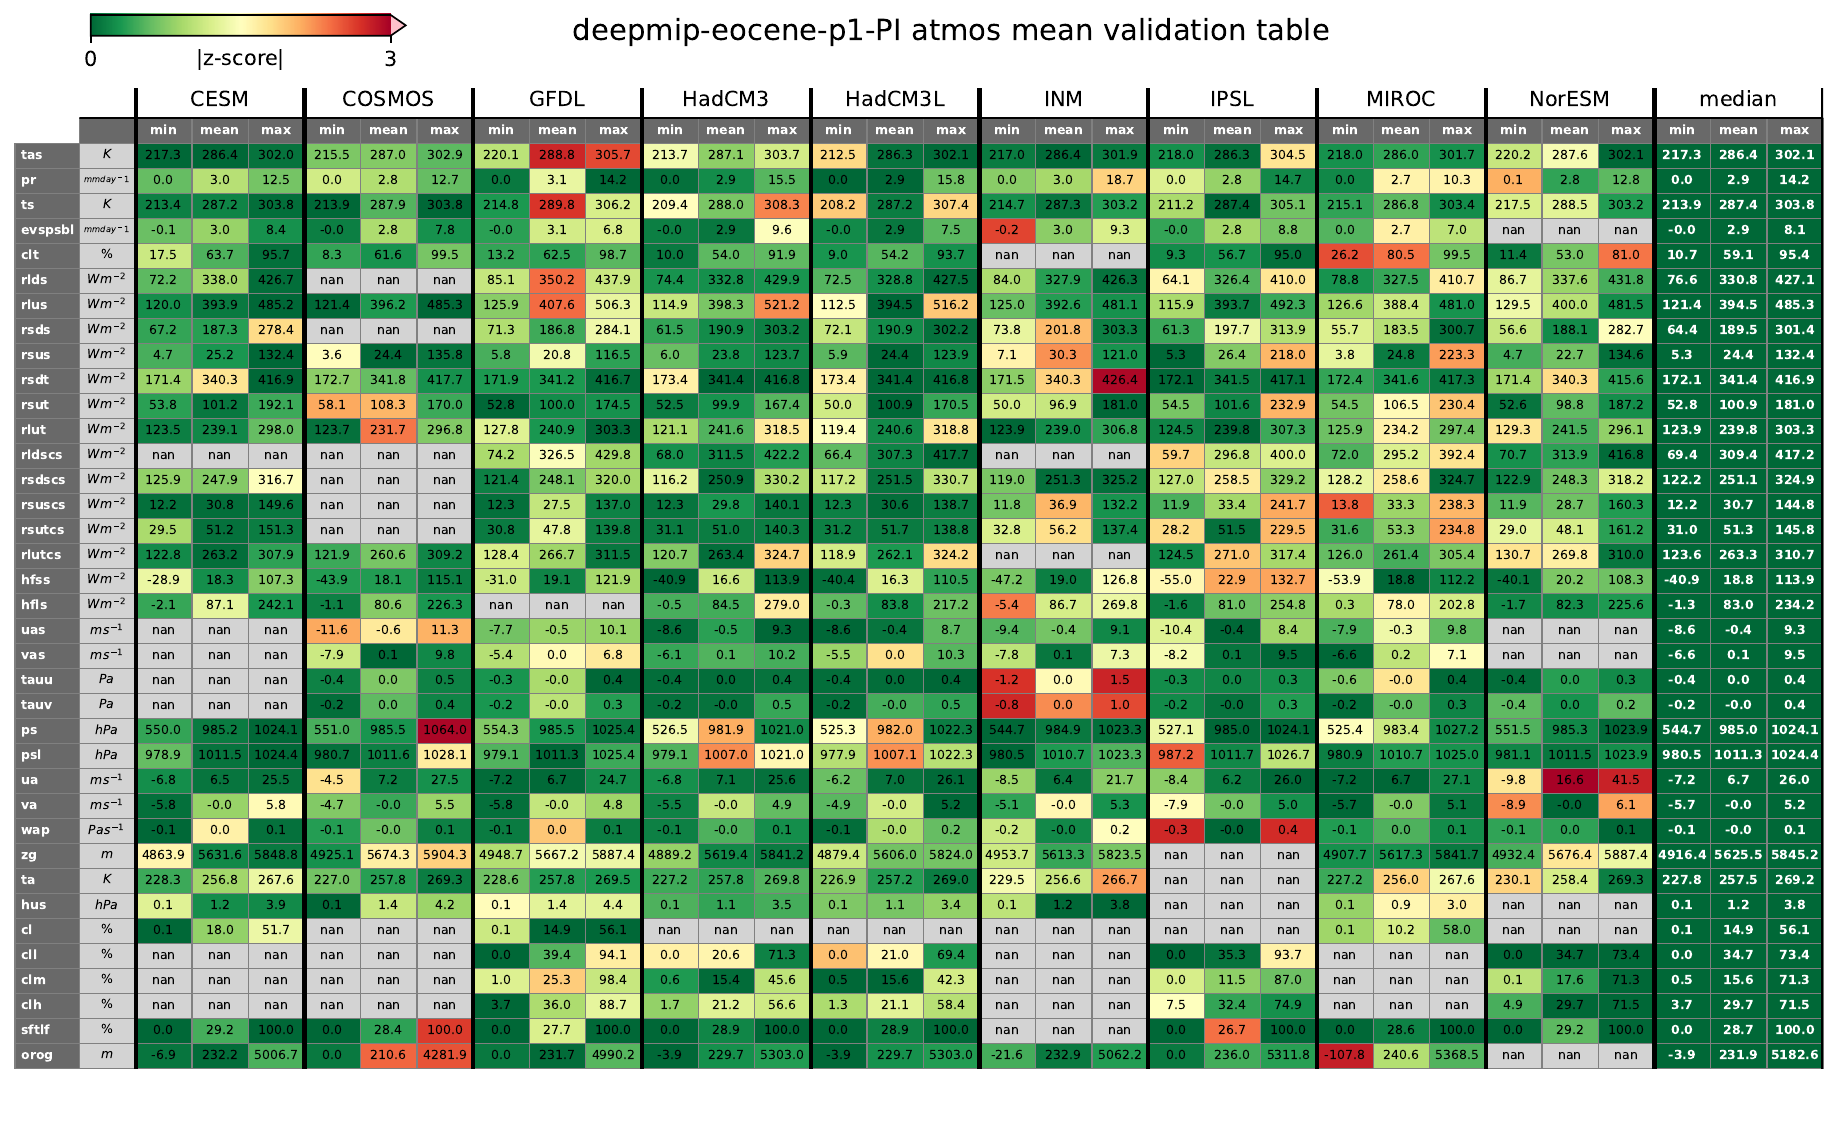 deepmip-eocene-p1-PI atmos mean validation table
0 |z-score| 3
CESM COSMOS GFDL HadCM3 HadCM3L INM IPSL MIROC NorESM median
min mean max min mean max min mean max min mean max min mean max min mean max min mean max min mean max min mean max min mean max
tas K 217.3 286.4 302.0 215.5 287.0 302.9 220.1 288.8 305.7 213.7 287.1 303.7 212.5 286.3 302.1 217.0 286.4 301.9 218.0 286.3 304.5 218.0 286.0 301.7 220.2 287.6 302.1 217.3 286.4 302.1
pr mmday−1 0.0 3.0 12.5 0.0 2.8 12.7 0.0 3.1 14.2 0.0 2.9 15.5 0.0 2.9 15.8 0.0 3.0 18.7 0.0 2.8 14.7 0.0 2.7 10.3 0.1 2.8 12.8 0.0 2.9 14.2
ts K 213.4 287.2 303.8 213.9 287.9 303.8 214.8 289.8 306.2 209.4 288.0 308.3 208.2 287.2 307.4 214.7 287.3 303.2 211.2 287.4 305.1 215.1 286.8 303.4 217.5 288.5 303.2 213.9 287.4 303.8
evspsbl mmday−1 -0.1 3.0 8.4 -0.0 2.8 7.8 -0.0 3.1 6.8 -0.0 2.9 9.6 -0.0 2.9 7.5 -0.2 3.0 9.3 -0.0 2.8 8.8 0.0 2.7 7.0 nan nan nan -0.0 2.9 8.1
clt % 17.5 63.7 95.7 8.3 61.6 99.5 13.2 62.5 98.7 10.0 54.0 91.9 9.0 54.2 93.7 nan nan nan 9.3 56.7 95.0 26.2 80.5 99.5 11.4 53.0 81.0 10.7 59.1 95.4
rlds Wm−2 72.2 338.0 426.7 nan nan nan 85.1 350.2 437.9 74.4 332.8 429.9 72.5 328.8 427.5 84.0 327.9 426.3 64.1 326.4 410.0 78.8 327.5 410.7 86.7 337.6 431.8 76.6 330.8 427.1
rlus Wm−2 120.0 393.9 485.2 121.4 396.2 485.3 125.9 407.6 506.3 114.9 398.3 521.2 112.5 394.5 516.2 125.0 392.6 481.1 115.9 393.7 492.3 126.6 388.4 481.0 129.5 400.0 481.5 121.4 394.5 485.3
rsds Wm−2 67.2 187.3 278.4 nan nan nan 71.3 186.8 284.1 61.5 190.9 303.2 72.1 190.9 302.2 73.8 201.8 303.3 61.3 197.7 313.9 55.7 183.5 300.7 56.6 188.1 282.7 64.4 189.5 301.4
rsus Wm−2 4.7 25.2 132.4 3.6 24.4 135.8 5.8 20.8 116.5 6.0 23.8 123.7 5.9 24.4 123.9 7.1 30.3 121.0 5.3 26.4 218.0 3.8 24.8 223.3 4.7 22.7 134.6 5.3 24.4 132.4
rsdt Wm−2 171.4 340.3 416.9 172.7 341.8 417.7 171.9 341.2 416.7 173.4 341.4 416.8 173.4 341.4 416.8 171.5 340.3 426.4 172.1 341.5 417.1 172.4 341.6 417.3 171.4 340.3 415.6 172.1 341.4 416.9
rsut Wm−2 53.8 101.2 192.1 58.1 108.3 170.0 52.8 100.0 174.5 52.5 99.9 167.4 50.0 100.9 170.5 50.0 96.9 181.0 54.5 101.6 232.9 54.5 106.5 230.4 52.6 98.8 187.2 52.8 100.9 181.0
rlut Wm−2 123.5 239.1 298.0 123.7 231.7 296.8 127.8 240.9 303.3 121.1 241.6 318.5 119.4 240.6 318.8 123.9 239.0 306.8 124.5 239.8 307.3 125.9 234.2 297.4 129.3 241.5 296.1 123.9 239.8 303.3
rldscs Wm−2 nan nan nan nan nan nan 74.2 326.5 429.8 68.0 311.5 422.2 66.4 307.3 417.7 nan nan nan 59.7 296.8 400.0 72.0 295.2 392.4 70.7 313.9 416.8 69.4 309.4 417.2
rsdscs Wm−2 125.9 247.9 316.7 nan nan nan 121.4 248.1 320.0 116.2 250.9 330.2 117.2 251.5 330.7 119.0 251.3 325.2 127.0 258.5 329.2 128.2 258.6 324.7 122.9 248.3 318.2 122.2 251.1 324.9
rsuscs Wm−2 12.2 30.8 149.6 nan nan nan 12.3 27.5 137.0 12.3 29.8 140.1 12.3 30.6 138.7 11.8 36.9 132.2 11.9 33.4 241.7 13.8 33.3 238.3 11.9 28.7 160.3 12.2 30.7 144.8
rsutcs Wm−2 29.5 51.2 151.3 nan nan nan 30.8 47.8 139.8 31.1 51.0 140.3 31.2 51.7 138.8 32.8 56.2 137.4 28.2 51.5 229.5 31.6 53.3 234.8 29.0 48.1 161.2 31.0 51.3 145.8
rlutcs Wm−2 122.8 263.2 307.9 121.9 260.6 309.2 128.4 266.7 311.5 120.7 263.4 324.7 118.9 262.1 324.2 nan nan nan 124.5 271.0 317.4 126.0 261.4 305.4 130.7 269.8 310.0 123.6 263.3 310.7
hfss Wm−2 -28.9 18.3 107.3 -43.9 18.1 115.1 -31.0 19.1 121.9 -40.9 16.6 113.9 -40.4 16.3 110.5 -47.2 19.0 126.8 -55.0 22.9 132.7 -53.9 18.8 112.2 -40.1 20.2 108.3 -40.9 18.8 113.9
hfls Wm−2 -2.1 87.1 242.1 -1.1 80.6 226.3 nan nan nan -0.5 84.5 279.0 -0.3 83.8 217.2 -5.4 86.7 269.8 -1.6 81.0 254.8 0.3 78.0 202.8 -1.7 82.3 225.6 -1.3 83.0 234.2
uas ms−1 nan nan nan -11.6 -0.6 11.3 -7.7 -0.5 10.1 -8.6 -0.5 9.3 -8.6 -0.4 8.7 -9.4 -0.4 9.1 -10.4 -0.4 8.4 -7.9 -0.3 9.8 nan nan nan -8.6 -0.4 9.3
vas ms−1 nan nan nan -7.9 0.1 9.8 -5.4 0.0 6.8 -6.1 0.1 10.2 -5.5 0.0 10.3 -7.8 0.1 7.3 -8.2 0.1 9.5 -6.6 0.2 7.1 nan nan nan -6.6 0.1 9.5
tauu Pa nan nan nan -0.4 0.0 0.5 -0.3 -0.0 0.4 -0.4 0.0 0.4 -0.4 0.0 0.4 -1.2 0.0 1.5 -0.3 0.0 0.3 -0.6 -0.0 0.4 -0.4 0.0 0.3 -0.4 0.0 0.4
tauv Pa nan nan nan -0.2 0.0 0.4 -0.2 -0.0 0.3 -0.2 -0.0 0.5 -0.2 -0.0 0.5 -0.8 0.0 1.0 -0.2 -0.0 0.3 -0.2 -0.0 0.3 -0.4 0.0 0.2 -0.2 -0.0 0.4
ps hPa 550.0 985.2 1024.1 551.0 985.5 1064.0 554.3 985.5 1025.4 526.5 981.9 1021.0 525.3 982.0 1022.3 544.7 984.9 1023.3 527.1 985.0 1024.1 525.4 983.4 1027.2 551.5 985.3 1023.9 544.7 985.0 1024.1
psl hPa 978.9 1011.5 1024.4 980.7 1011.6 1028.1 979.1 1011.3 1025.4 979.1 1007.0 1021.0 977.9 1007.1 1022.3 980.5 1010.7 1023.3 987.2 1011.7 1026.7 980.9 1010.7 1025.0 981.1 1011.5 1023.9 980.5 1011.3 1024.4
ua ms−1 -6.8 6.5 25.5 -4.5 7.2 27.5 -7.2 6.7 24.7 -6.8 7.1 25.6 -6.2 7.0 26.1 -8.5 6.4 21.7 -8.4 6.2 26.0 -7.2 6.7 27.1 -9.8 16.6 41.5 -7.2 6.7 26.0
va ms−1 -5.8 -0.0 5.8 -4.7 -0.0 5.5 -5.8 -0.0 4.8 -5.5 -0.0 4.9 -4.9 -0.0 5.2 -5.1 -0.0 5.3 -7.9 -0.0 5.0 -5.7 -0.0 5.1 -8.9 -0.0 6.1 -5.7 -0.0 5.2
wap Pas−1 -0.1 0.0 0.1 -0.1 -0.0 0.1 -0.1 0.0 0.1 -0.1 -0.0 0.1 -0.1 -0.0 0.2 -0.2 -0.0 0.2 -0.3 -0.0 0.4 -0.1 0.0 0.1 -0.1 0.0 0.1 -0.1 -0.0 0.1
zg m 4863.9 5631.6 5848.8 4925.1 5674.3 5904.3 4948.7 5667.2 5887.4 4889.2 5619.4 5841.2 4879.4 5606.0 5824.0 4953.7 5613.3 5823.5 nan nan nan 4907.7 5617.3 5841.7 4932.4 5676.4 5887.4 4916.4 5625.5 5845.2
ta K 228.3 256.8 267.6 227.0 257.8 269.3 228.6 257.8 269.5 227.2 257.8 269.8 226.9 257.2 269.0 229.5 256.6 266.7 nan nan nan 227.2 256.0 267.6 230.1 258.4 269.3 227.8 257.5 269.2
hus hPa 0.1 1.2 3.9 0.1 1.4 4.2 0.1 1.4 4.4 0.1 1.1 3.5 0.1 1.1 3.4 0.1 1.2 3.8 nan nan nan 0.1 0.9 3.0 nan nan nan 0.1 1.2 3.8
cl % 0.1 18.0 51.7 nan nan nan 0.1 14.9 56.1 nan nan nan nan nan nan nan nan nan nan nan nan 0.1 10.2 58.0 nan nan nan 0.1 14.9 56.1
cll % nan nan nan nan nan nan 0.0 39.4 94.1 0.0 20.6 71.3 0.0 21.0 69.4 nan nan nan 0.0 35.3 93.7 nan nan nan 0.0 34.7 73.4 0.0 34.7 73.4
clm % nan nan nan nan nan nan 1.0 25.3 98.4 0.6 15.4 45.6 0.5 15.6 42.3 nan nan nan 0.0 11.5 87.0 nan nan nan 0.1 17.6 71.3 0.5 15.6 71.3
clh % nan nan nan nan nan nan 3.7 36.0 88.7 1.7 21.2 56.6 1.3 21.1 58.4 nan nan nan 7.5 32.4 74.9 nan nan nan 4.9 29.7 71.5 3.7 29.7 71.5
sftlf % 0.0 29.2 100.0 0.0 28.4 100.0 0.0 27.7 100.0 0.0 28.9 100.0 0.0 28.9 100.0 nan nan nan 0.0 26.7 100.0 0.0 28.6 100.0 0.0 29.2 100.0 0.0 28.7 100.0
orog m -6.9 232.2 5006.7 0.0 210.6 4281.9 0.0 231.7 4990.2 -3.9 229.7 5303.0 -3.9 229.7 5303.0 -21.6 232.9 5062.2 0.0 236.0 5311.8 -107.8 240.6 5368.5 nan nan nan -3.9 231.9 5182.6